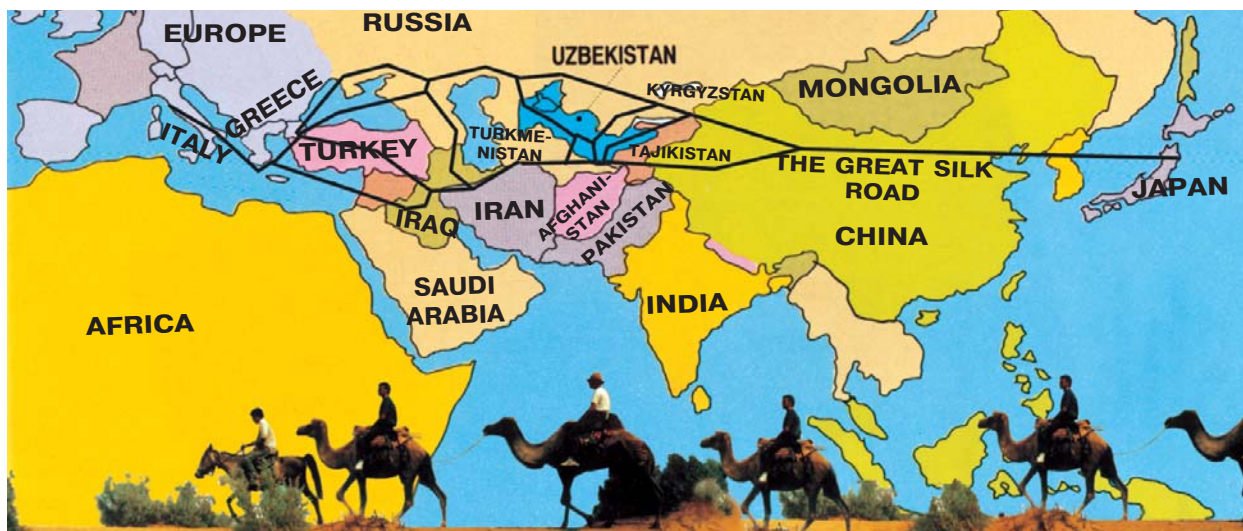 RUSSIA
EUROPE
UZBEKISTAN
GREECE
KYRGYZSTAN
MONGOLIA
ITALY
TURKEY
TURKME-
NISTAN
TAJIKISTAN
THE GREAT SILK
ROAD
JAPAN
IRAQ
IRAN
AFGHANI-
STAN
PAKISTAN
CHINA
SAUDI
ARABIA
INDIA
AFRICA